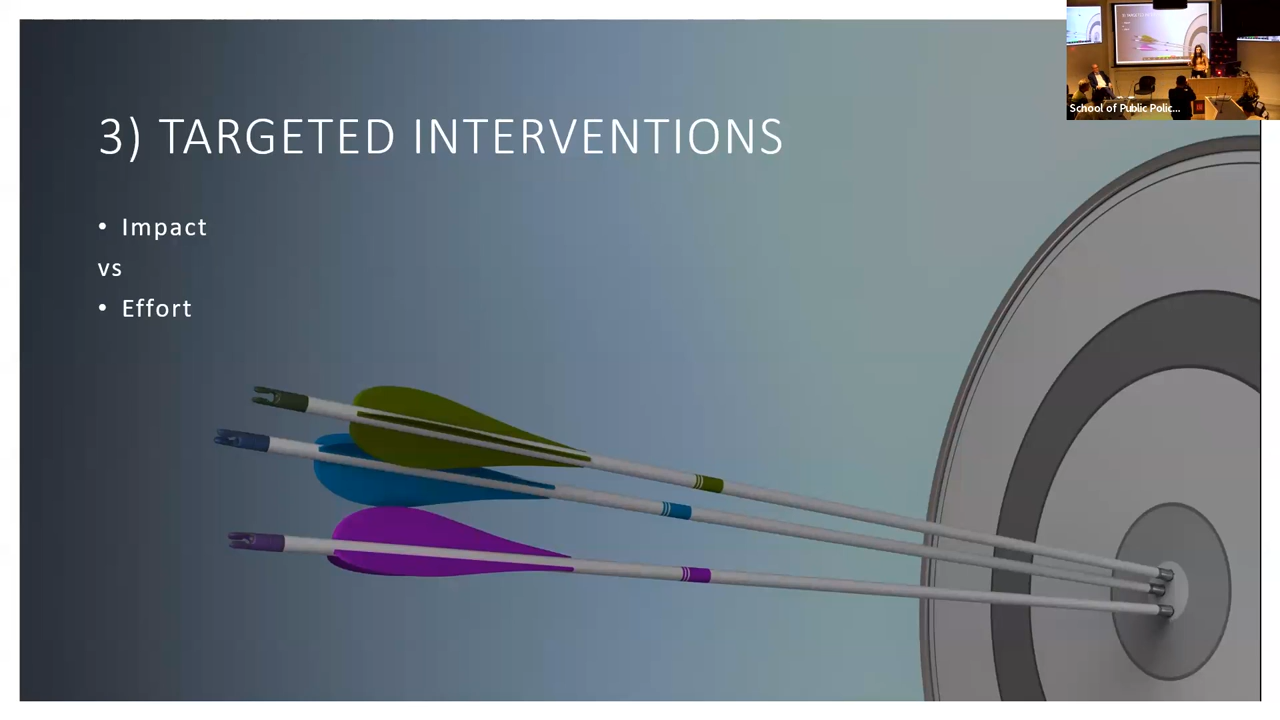 3) TARGETED INTERVENTIONS
• Impact
vs
• Effort
School of Public Polic...